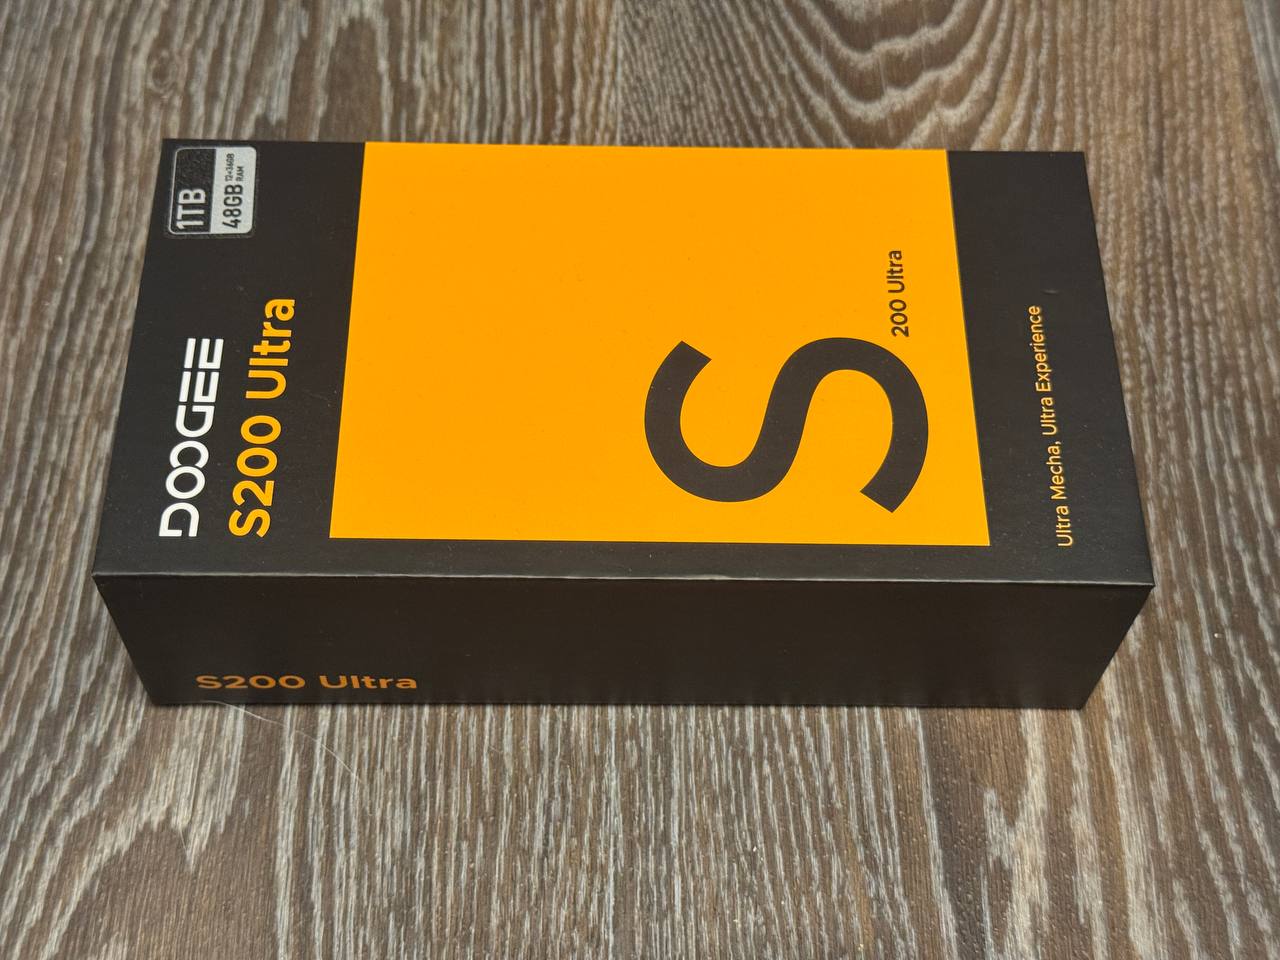 1TB
48GB 12+36GB RAM
DOOGEE
S200 Ultra
S
200 Ultra
Ultra Mecha, Ultra Experience
S200 Ultra